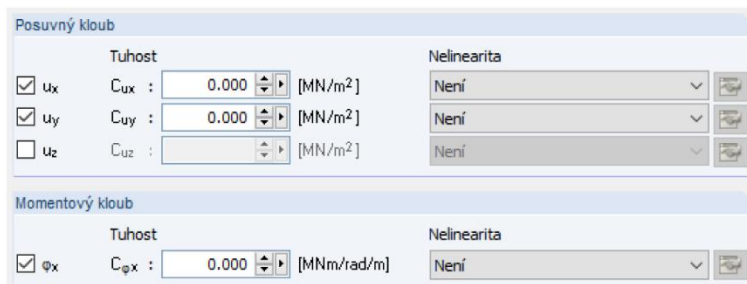 Posuvný kloub
Tuhost Nelinearita
ux Cux : 0.000 [MN/m2] Není
uy Cuy : 0.000 [MN/m2] Není
uz Cuz : [MN/m2] Není
Momentový kloub
Tuhost Nelinearita
φx Cφx : 0.000 [MNm/rad/m] Není